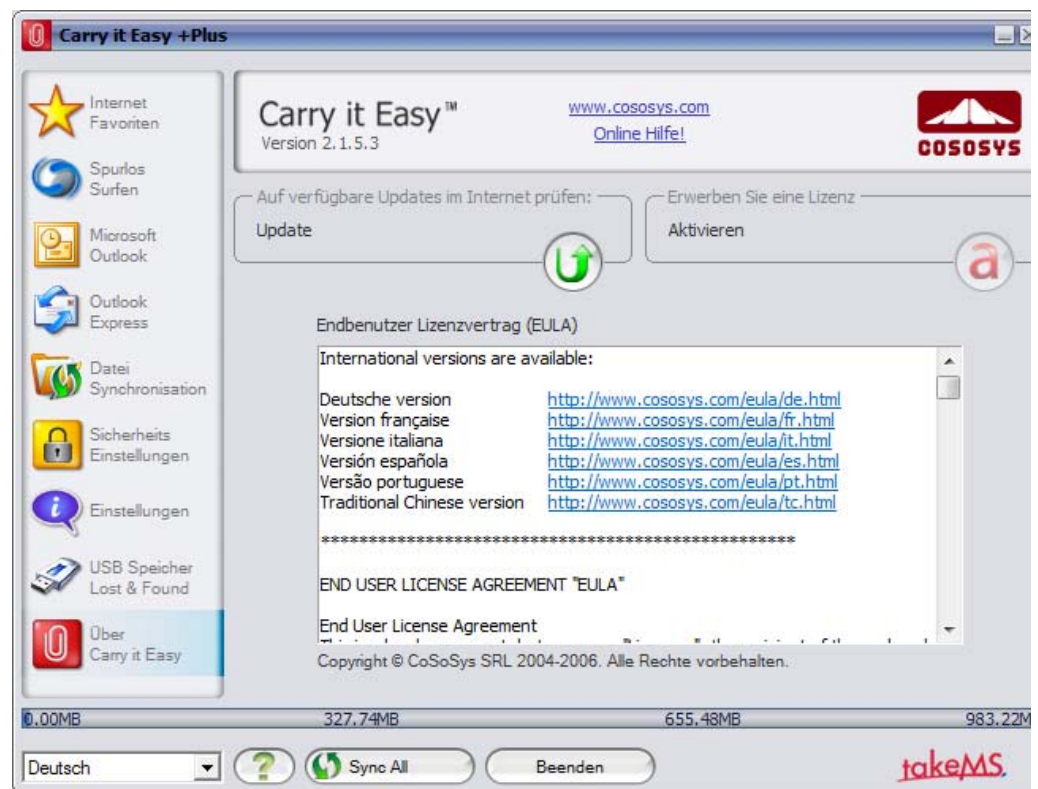 Carry it Easy +Plus
Internet
Favoriten
Spurlos
Surfen
Microsoft
Outlook
Outlook
Express
Datei
Synchronisation
Sicherheits
Einstellungen
Einstellungen
USB Speicher
Lost & Found
Über
Carry it Easy
Carry it Easy™
Version 2.1.5.3
www.cososys.com
Online Hilfe!
COSOSYS
Auf verfügbare Updates im Internet prüfen:
Update
Erwerben Sie eine Lizenz
Aktivieren
a
Endbenutzer Lizenzvertrag (EULA)
International versions are available:
Deutsche version http://www.cososys.com/eula/de.html
Version française http://www.cososys.com/eula/fr.html
Versione italiana http://www.cososys.com/eula/it.html
Versión española http://www.cososys.com/eula/es.html
Versão portuguese http://www.cososys.com/eula/pt.html
Traditional Chinese version http://www.cososys.com/eula/tc.html
****************************************************
END USER LICENSE AGREEMENT "EULA"
End User License Agreement
Copyright © CoSoSys SRL 2004-2006. Alle Rechte vorbehalten.
0.00MB 327.74MB 655.48MB 983.22M
Deutsch
?
Sync All
Beenden
takeMS.